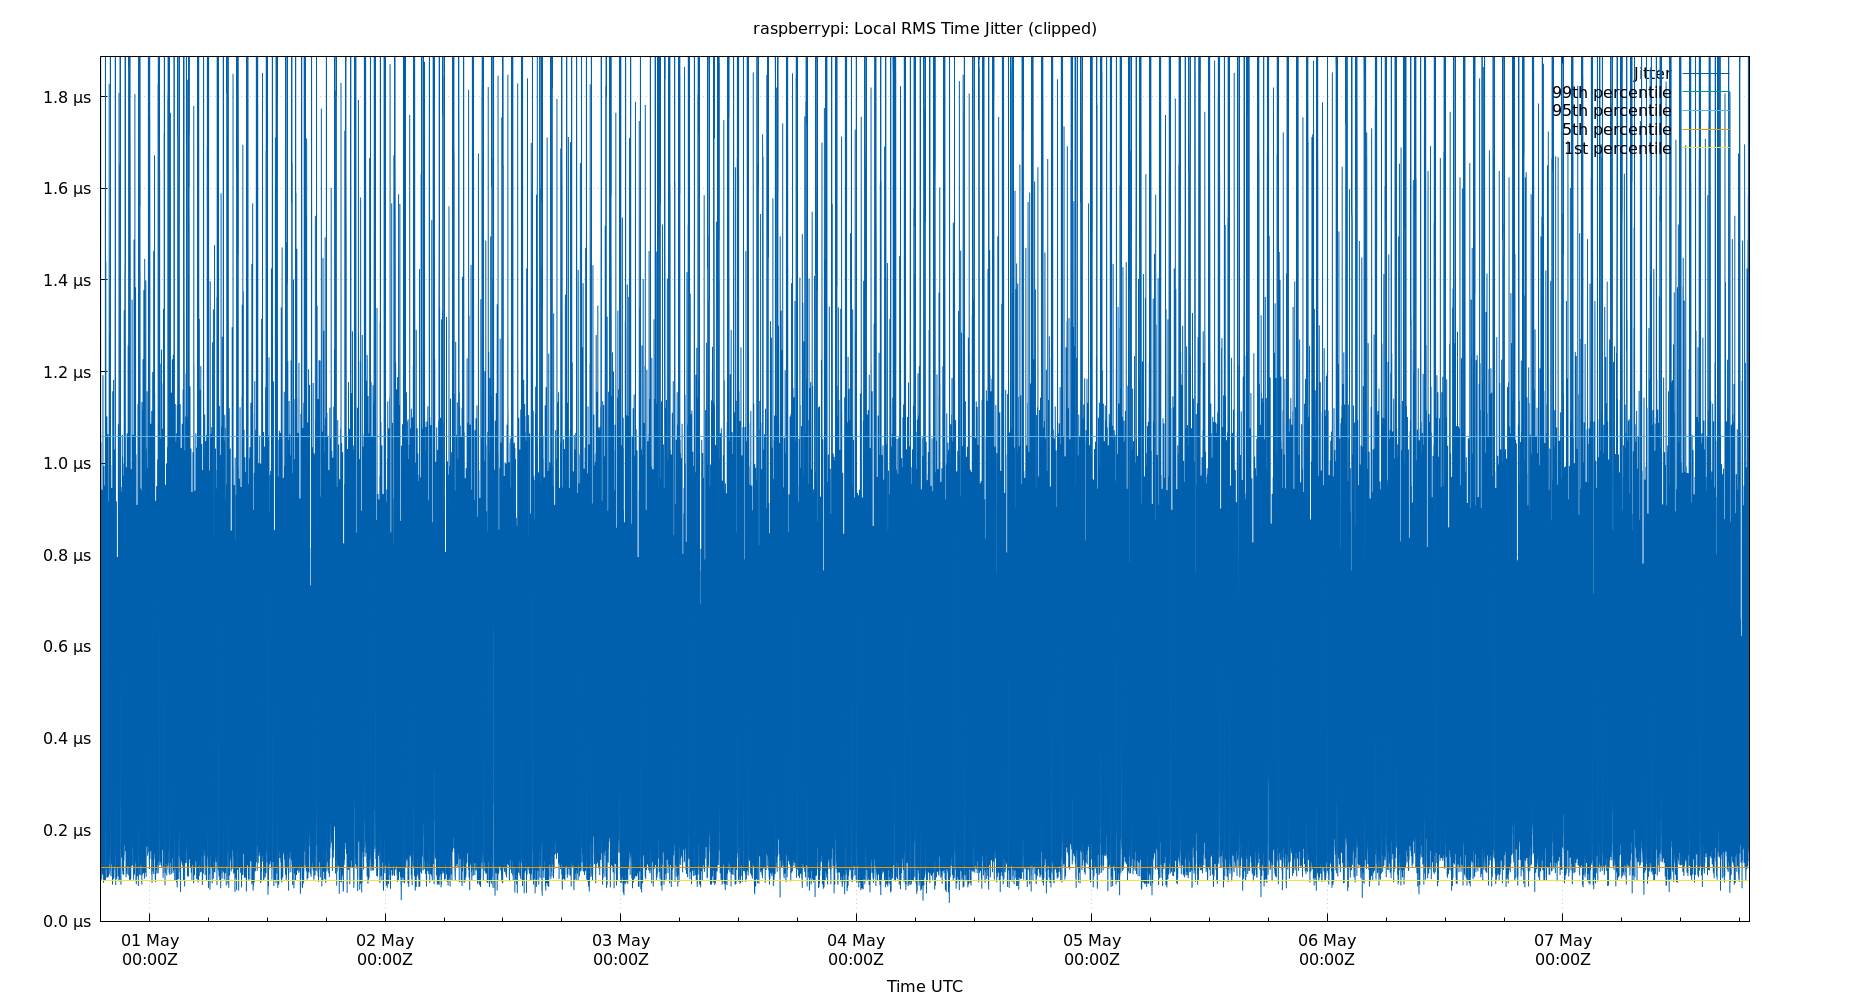 raspberrypi: Local RMS Time Jitter (clipped)
Jitter
99th percentile
95th percentile
5th percentile
1st percentile
1.8 µs
1.6 µs
1.4 µs
1.2 µs
1.0 µs
0.8 µs
0.6 µs
0.4 µs
0.2 µs
0.0 µs
01 May 02 May 03 May 04 May 05 May 06 May 07 May
00:00Z 00:00Z 00:00Z 00:00Z 00:00Z 00:00Z 00:00Z
Time UTC